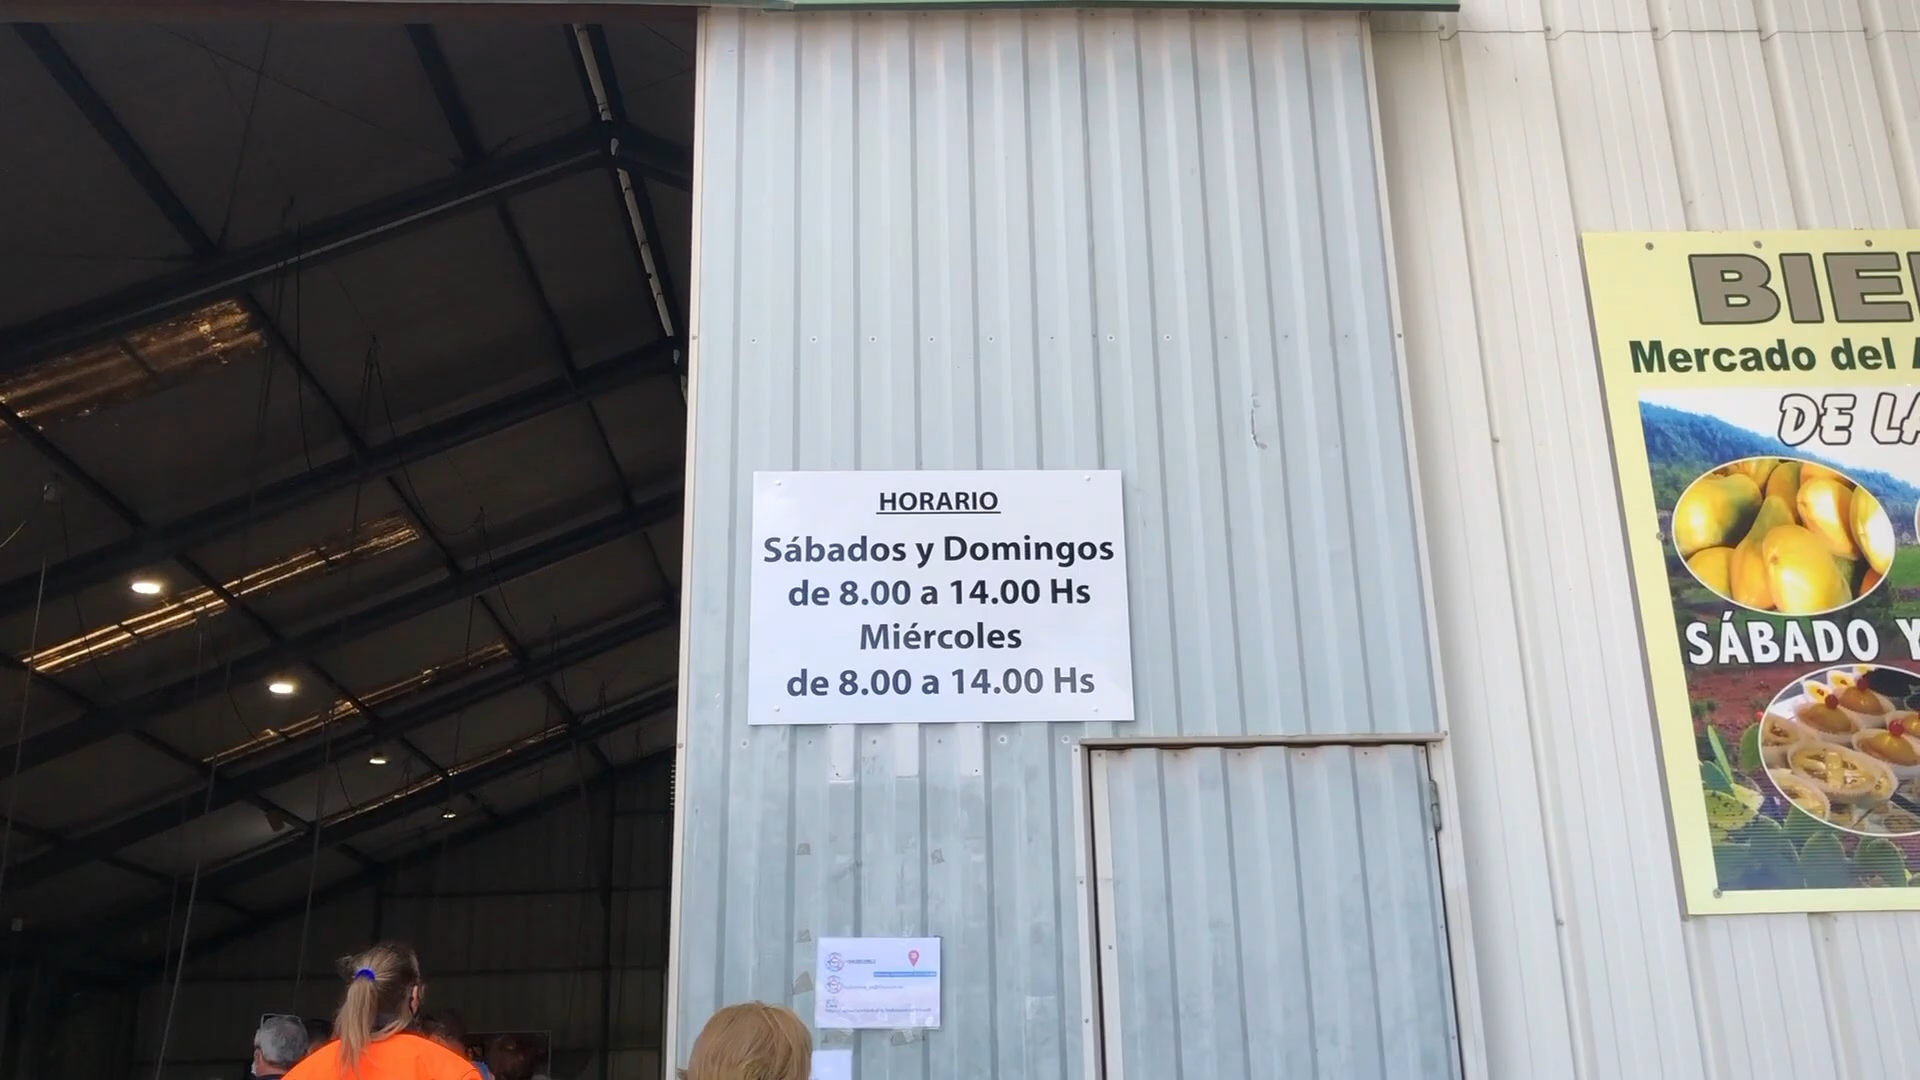 HORARIO
Sábados y Domingos
de 8.00 a 14.00 Hs
Miércoles
de 8.00 a 14.00 Hs
BIE
Mercado del
DE LA
SÁBADO Y